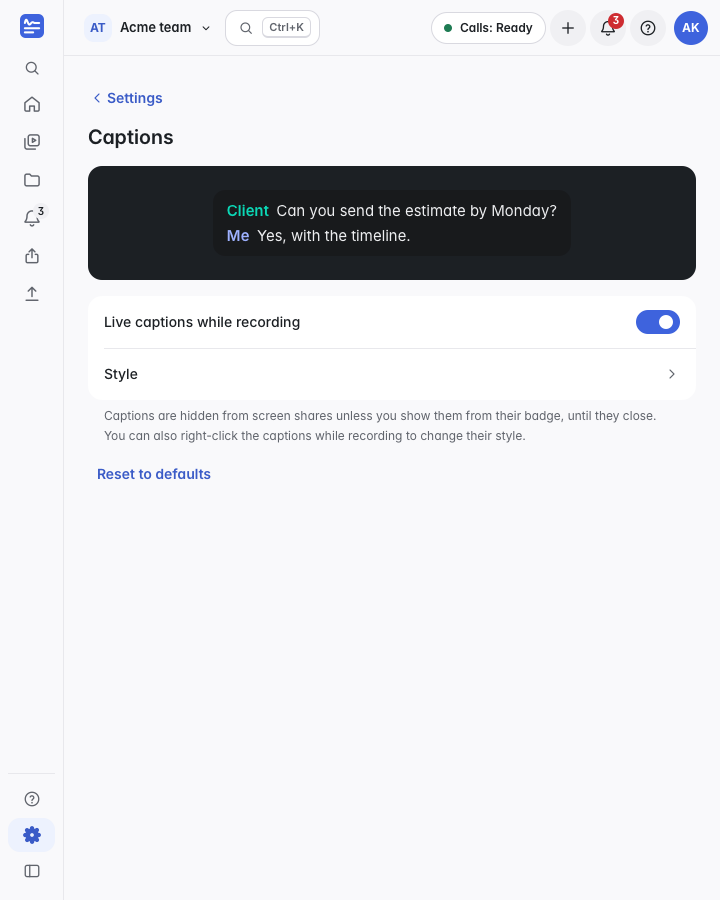 AT Acme team Ctrl+K Calls: Ready 3 AK
3
Settings
Captions
Client Can you send the estimate by Monday?
Me Yes, with the timeline.
Live captions while recording
Style
Captions are hidden from screen shares unless you show them from their badge, until they close.
You can also right-click the captions while recording to change their style.
Reset to defaults